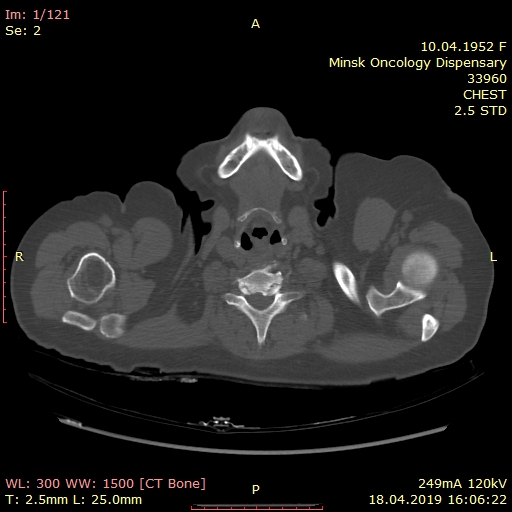 Im: 1/121
Se: 2
A
10.04.1952 F
Minsk Oncology Dispensary
33960
CHEST
2.5 STD
R
L
WL: 300 WW: 1500 [CT Bone]
T: 2.5mm L: 25.0mm
P
249mA 120kV
18.04.2019 16:06:22